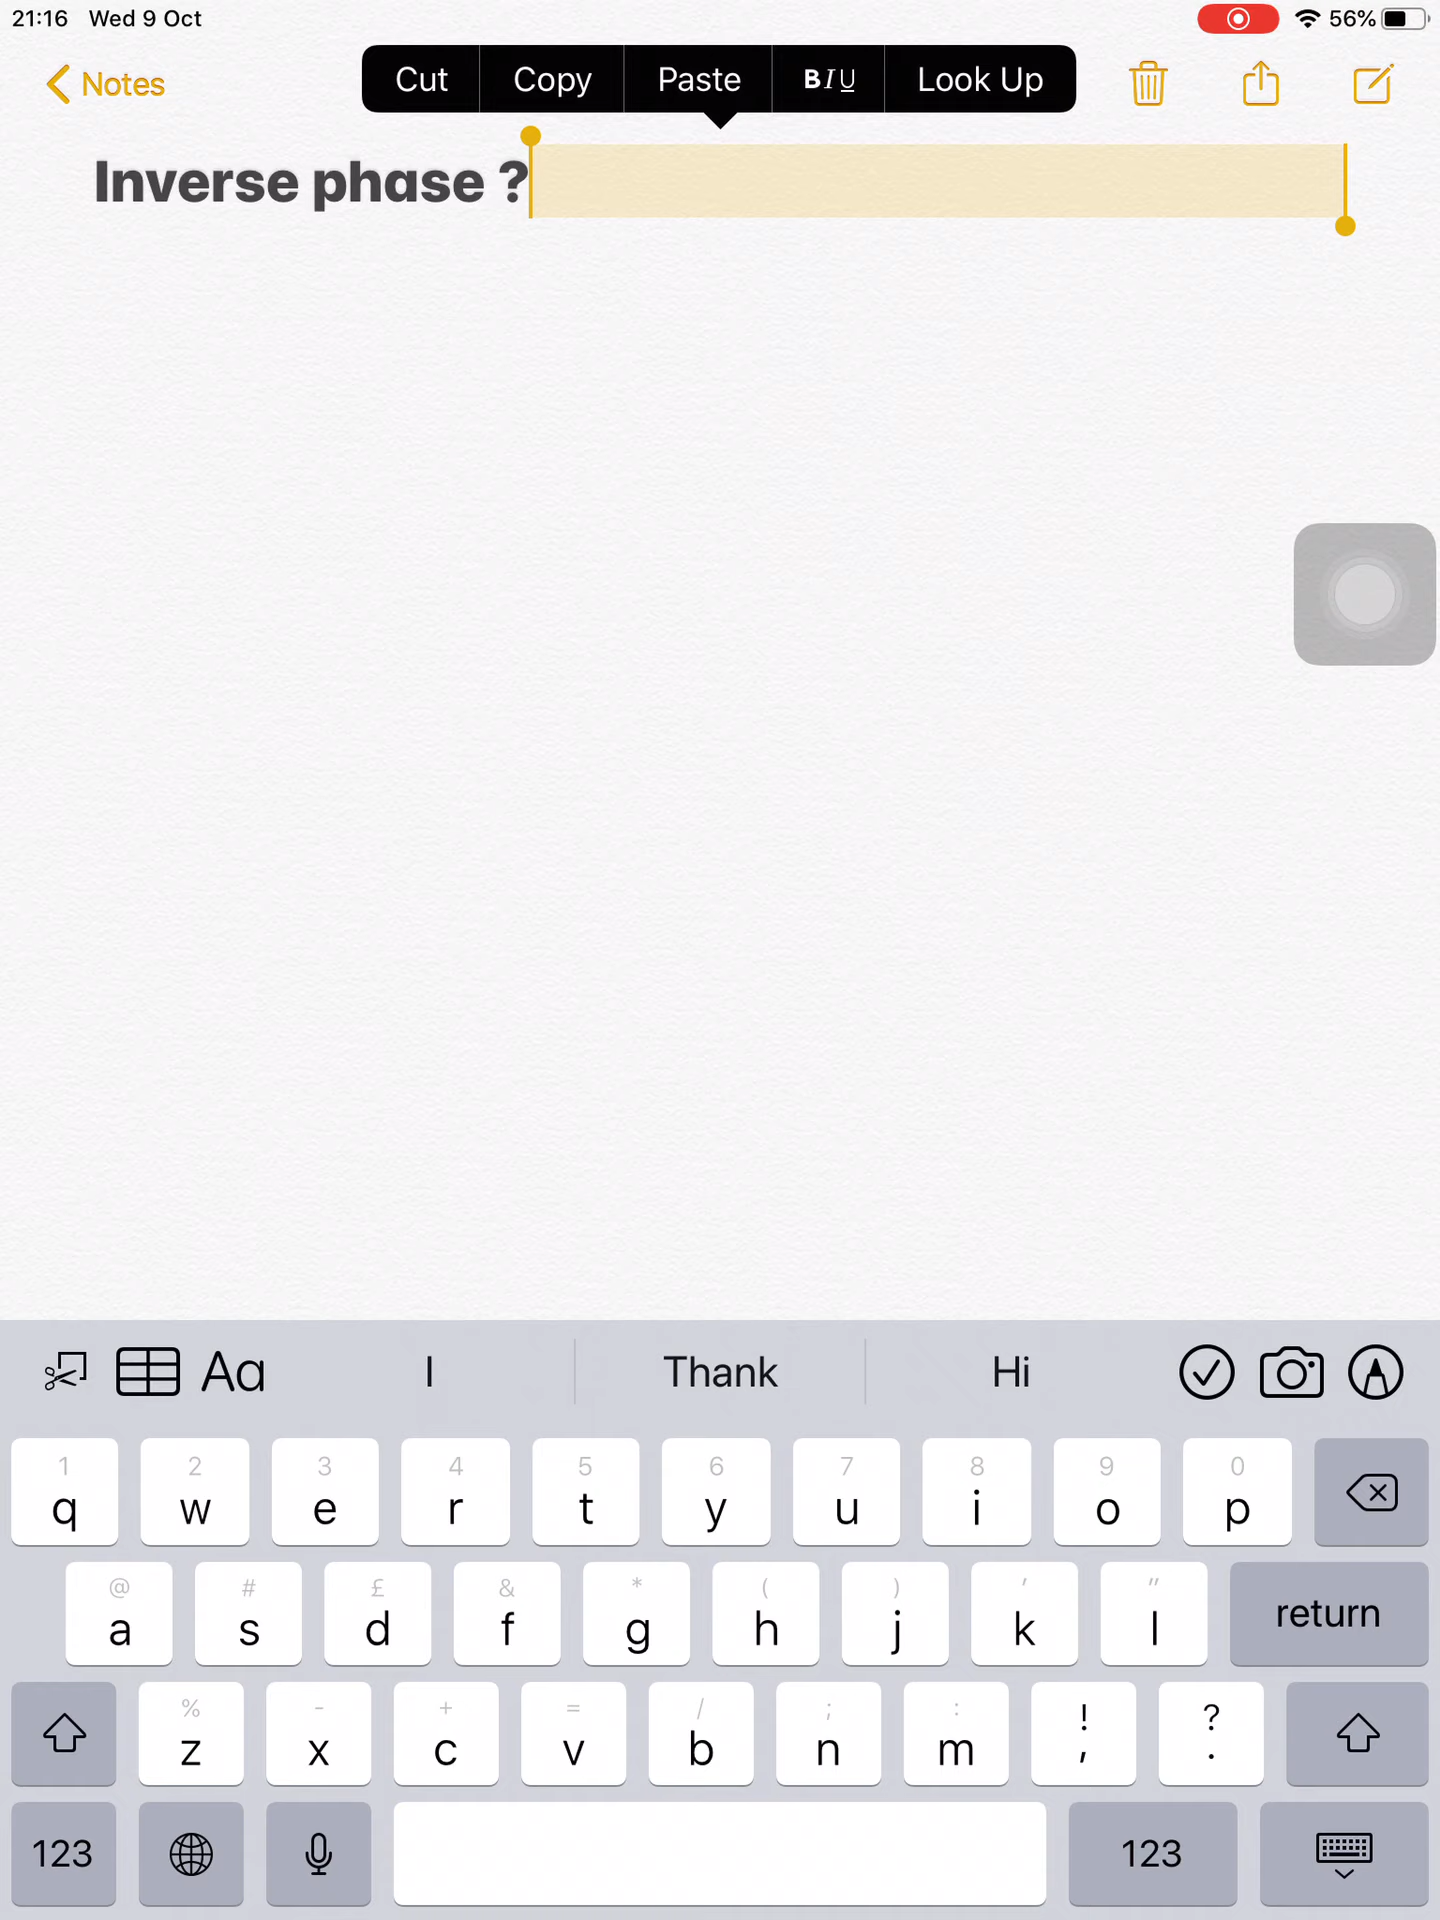 21:16 Wed 9 Oct 56%
Notes Cut Copy Paste BIU Look Up
Inverse phase ?
Aa I Thank Hi
1 2 3 4 5 6 7 8 9 0
q w e r t y u i o p
@ # £ & * ( ) ' "
a s d f g h j k l return
% - + = / ; : ! ?
z x c v b n m , .
123 123